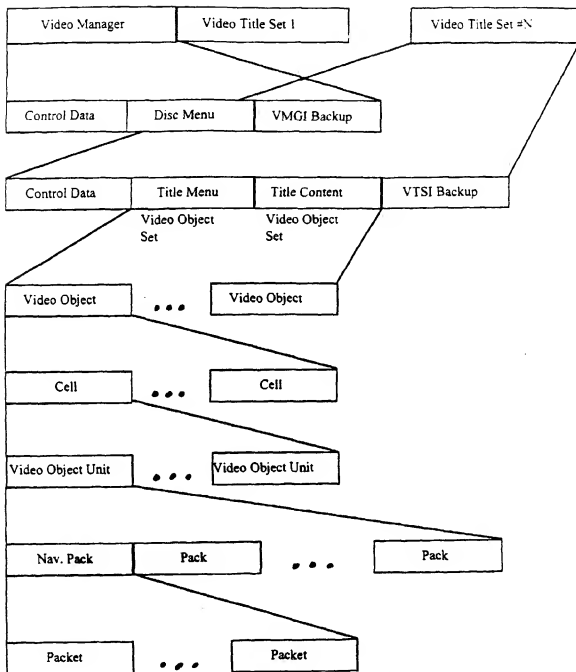 Video Manager Video Title Set 1 Video Title Set #N
Control Data Disc Menu VMGI Backup
Control Data Title Menu Title Content VTSI Backup
Video Object Video Object
Set Set
Video Object • • • Video Object
Cell • • • Cell
Video Object Unit • • • Video Object Unit
Nav. Pack Pack • • • Pack
Packet • • • Packet